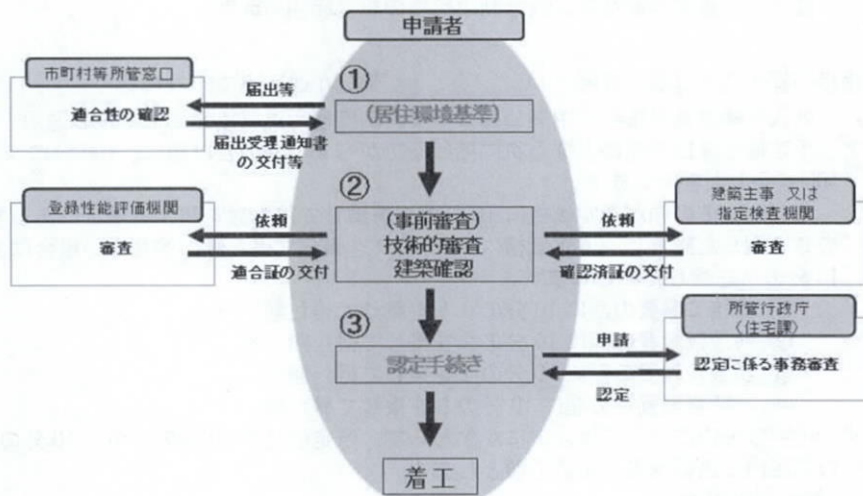 申請者
①
市町村等所管窓口
適合性の確認
届出等
届出受理通知書
の交付等
(居住環境基準)
②
登録性能評価機関
審査
依頼
適合証の交付
(事前審査)
技術的審査
建築確認
建築主事 又は
指定検査機関
審査
依頼
確認済証の交付
③
認定手続き
所管行政庁
(住宅課)
認定に係る事務審査
申請
認定
着工